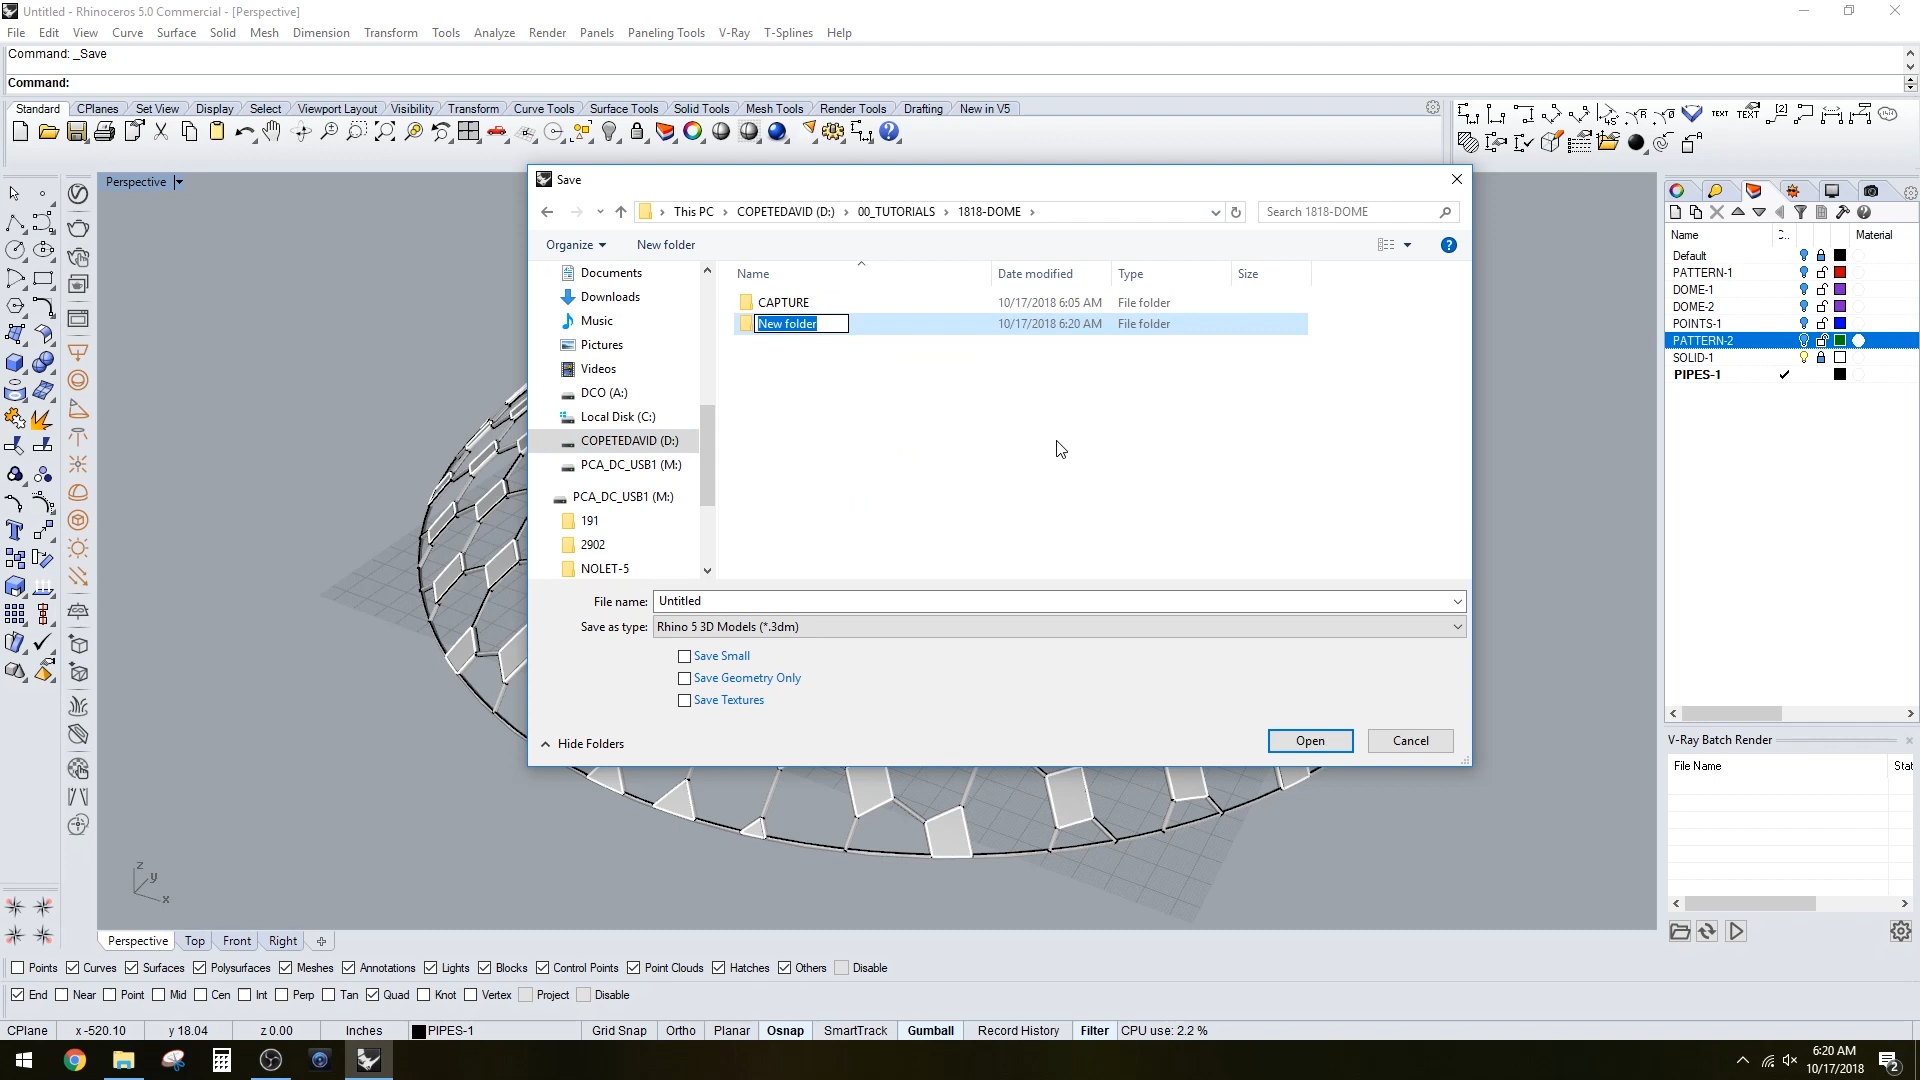 Untitled - Rhinoceros 5.0 Commercial - [Perspective]
File Edit View Curve Surface Solid Mesh Dimension Transform Tools Analyze Render Panels Paneling Tools V-Ray T-Splines Help
Command: _Save
Command:
Standard CPlanes Set View Display Select Viewport Layout Visibility Transform Curve Tools Surface Tools Solid Tools Mesh Tools Render Tools Drafting New in V5
Perspective
Save
This PC COPETEDAVID (D:) 00_TUTORIALS 1818-DOME
Search 1818-DOME
Organize New folder
Documents
Downloads
Music
Pictures
Videos
DCO (A:)
Local Disk (C:)
COPETEDAVID (D:)
PCA_DC_USB1 (M:)
PCA_DC_USB1 (M:)
191
2902
NOLET-5
Name Date modified Type Size
CAPTURE 10/17/2018 6:05 AM File folder
New folder 10/17/2018 6:20 AM File folder
File name: Untitled
Save as type: Rhino 5 3D Models (*.3dm)
Save Small
Save Geometry Only
Save Textures
Hide Folders
Open Cancel
Name C.. Material
Default
PATTERN-1
DOME-1
DOME-2
POINTS-1
PATTERN-2
SOLID-1
PIPES-1
V-Ray Batch Render
File Name Stat
z
y
x
Perspective Top Front Right
Points Curves Surfaces Polysurfaces Meshes Annotations Lights Blocks Control Points Point Clouds Hatches Others Disable
End Near Point Mid Cen Int Perp Tan Quad Knot Vertex Project Disable
CPlane x -520.10 y 18.04 z 0.00 Inches PIPES-1 Grid Snap Ortho Planar Osnap SmartTrack Gumball Record History Filter CPU use: 2.2 %
6:20 AM
10/17/2018
2